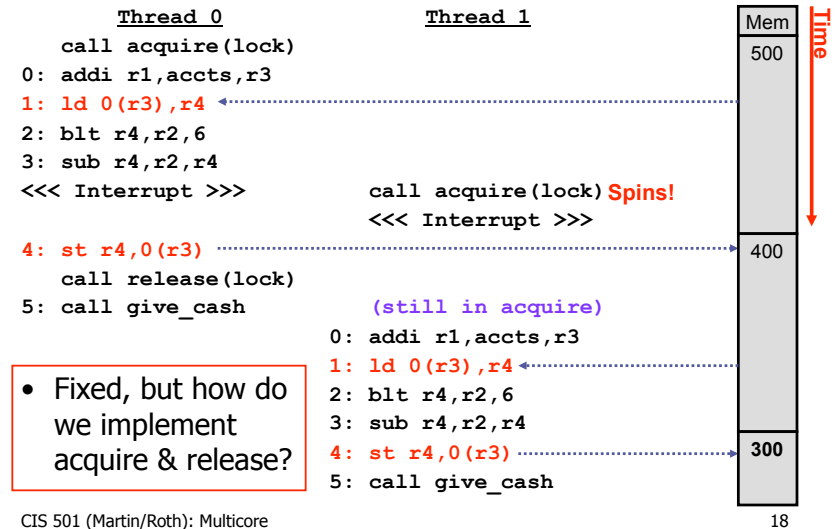 Thread 0
call acquire(lock)
0: addi r1,accts,r3
1: ld 0(r3),r4
2: blt r4,r2,6
3: sub r4,r2,r4
<<< Interrupt >>>
4: st r4,0(r3)
call release(lock)
5: call give_cash
Thread 1
call acquire(lock) Spins!
<<< Interrupt >>>
(still in acquire)
0: addi r1,accts,r3
1: ld 0(r3),r4
2: blt r4,r2,6
3: sub r4,r2,r4
4: st r4,0(r3)
5: call give_cash
Mem
500
400
300
Time
• Fixed, but how do
we implement
acquire & release?
CIS 501 (Martin/Roth): Multicore
18